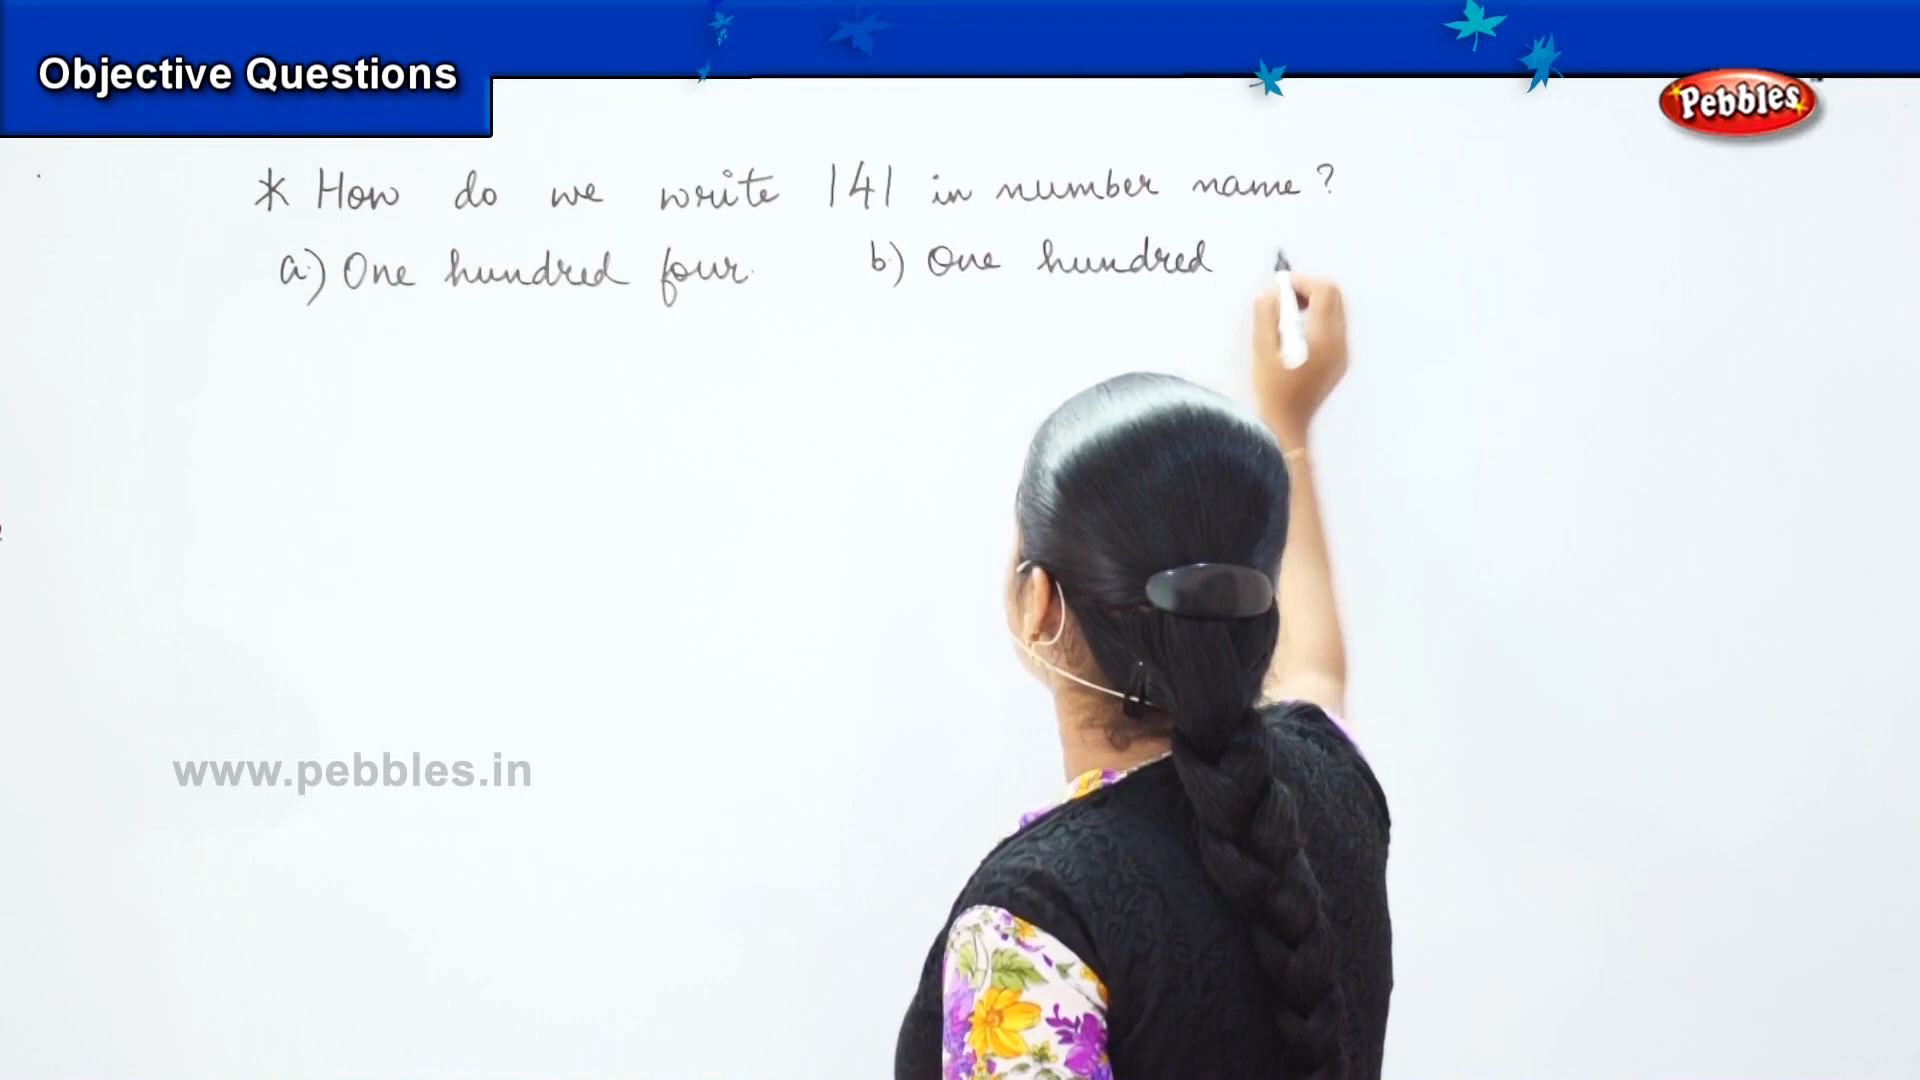 Objective Questions
Pebbles
* How do we write 141 in number name?
a) One hundred four b) One hundred
www.pebbles.in